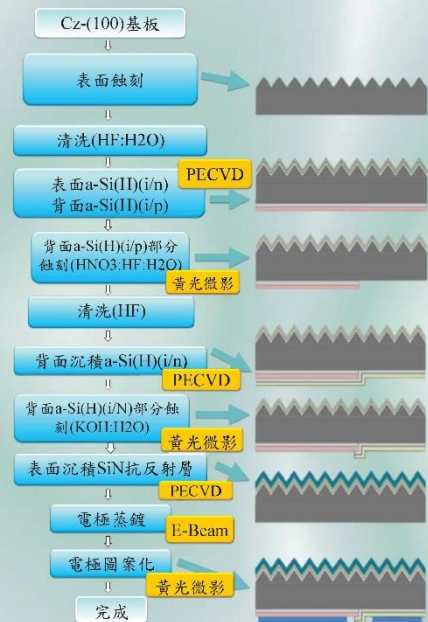 Cz-(100)基板
表面蝕刻
清洗(HF:H2O)
表面a-Si(II)(i/n)
背面a-Si(II)(i/p)
PECVD
背面a-Si(H)(i/p)部分
蝕刻(HNO3:HF:H2O)
黃光微影
清洗(HF)
背面沉積a-Si(H)(i/n)
PECVD
背面a-Si(H)(i/N)部分蝕
刻(KOH:H2O)
黃光微影
表面沉積SiN抗反射層
PECVD
電極蒸鍍
E-Beam
電極圖案化
黃光微影
完成